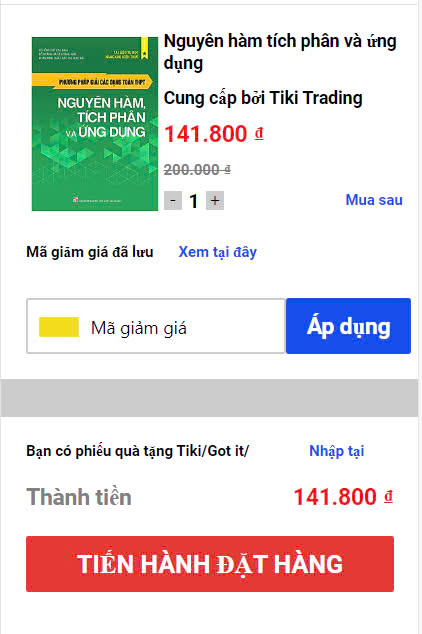 PHƯƠNG PHÁP GIẢI CÁC DẠNG TOÁN THPT
NGUYÊN HÀM,
TÍCH PHÂN
VÀ ỨNG DỤNG
Nguyên hàm tích phân và ứng
dụng
Cung cấp bởi Tiki Trading
141.800 ₫
200.000 ₫
- 1 +
Mua sau
Mã giảm giá đã lưu Xem tại đây
Mã giảm giá
Áp dụng
Bạn có phiếu quà tặng Tiki/Got it/ Nhập tại
Thành tiền 141.800 ₫
TIẾN HÀNH ĐẶT HÀNG